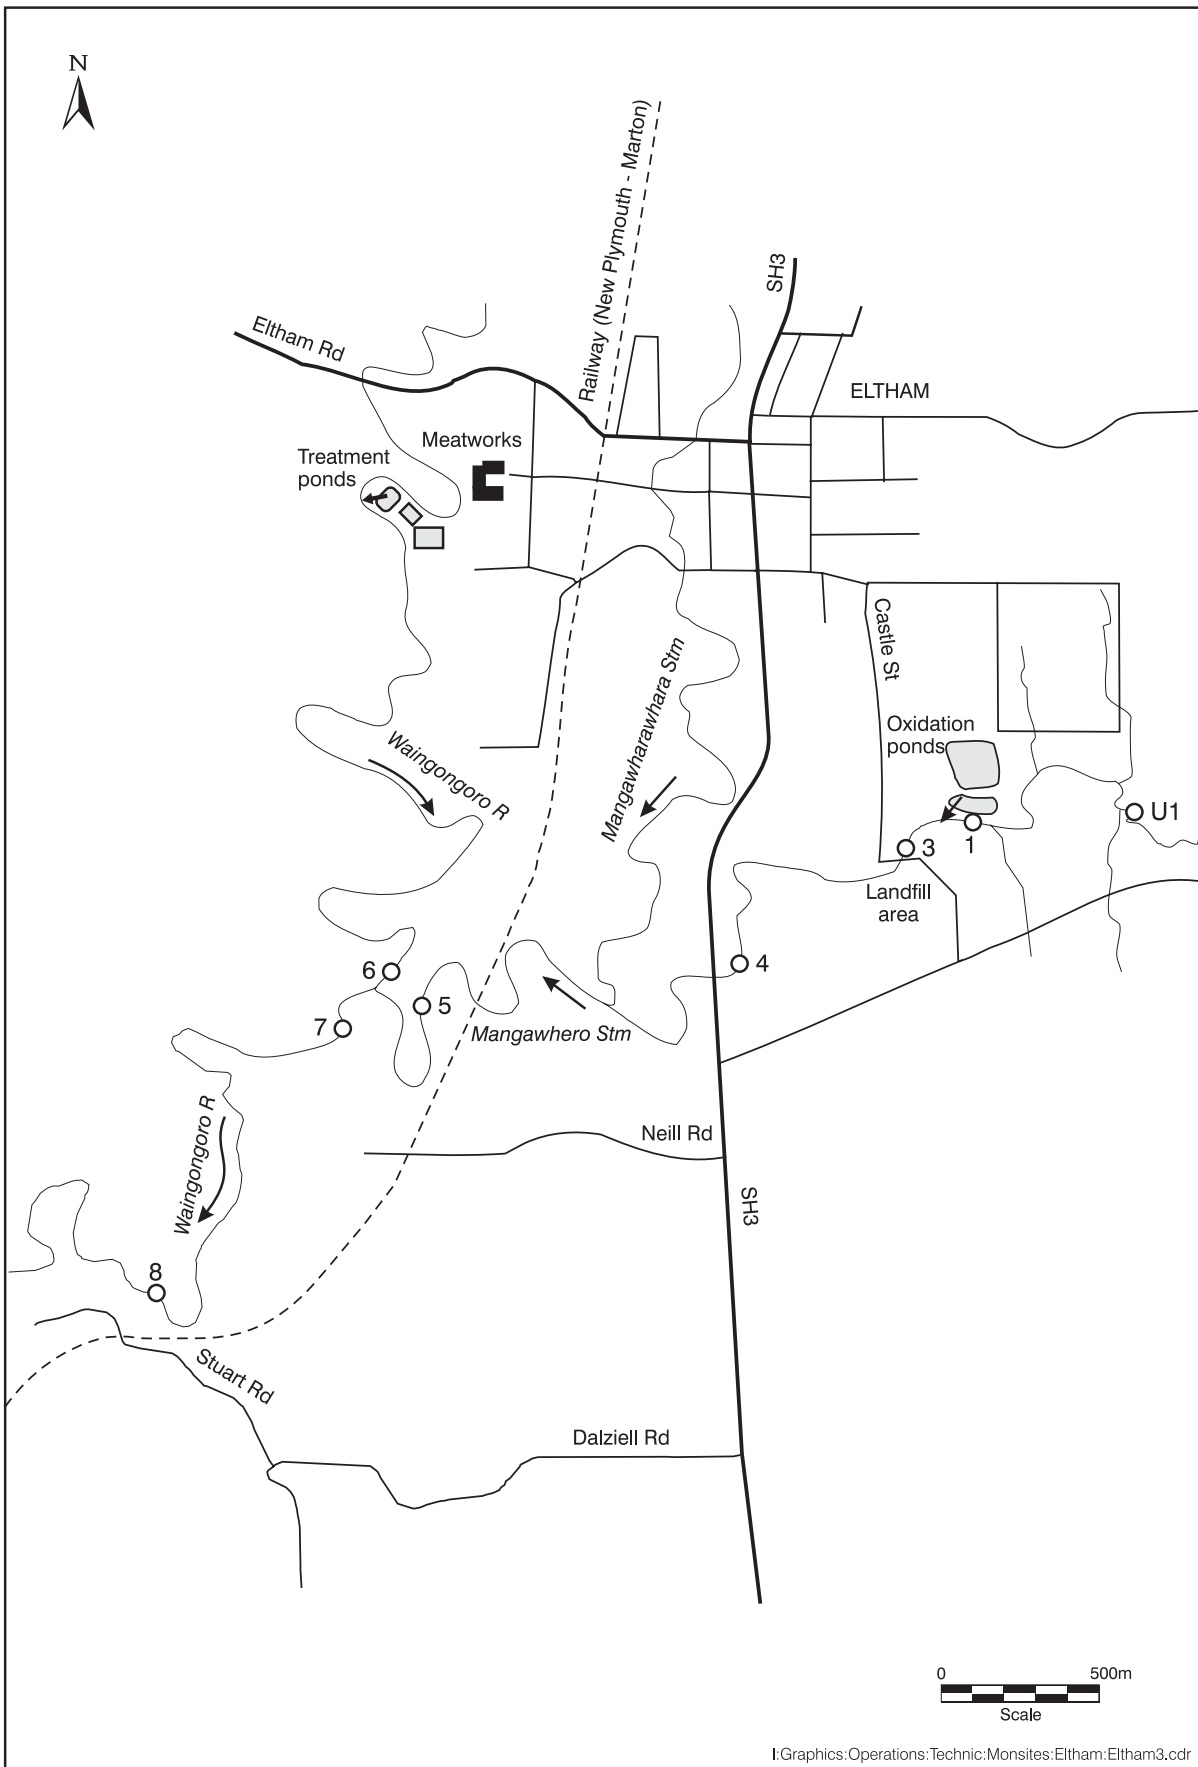 N
Railway (New Plymouth - Marton)
SH3
Eltham Rd
ELTHAM
Meatworks
Treatment
ponds
Castle St
Mangawharawhara Stm
Oxidation
ponds
Waingongoro R
U1
1
3
Landfill
area
4
6
5
7
Mangawhero Stm
Neill Rd
Waingongoro R
SH3
8
Stuart Rd
Dalziell Rd
0 500m
Scale
I:Graphics:Operations:Technic:Monsites:Eltham:Eltham3.cdr